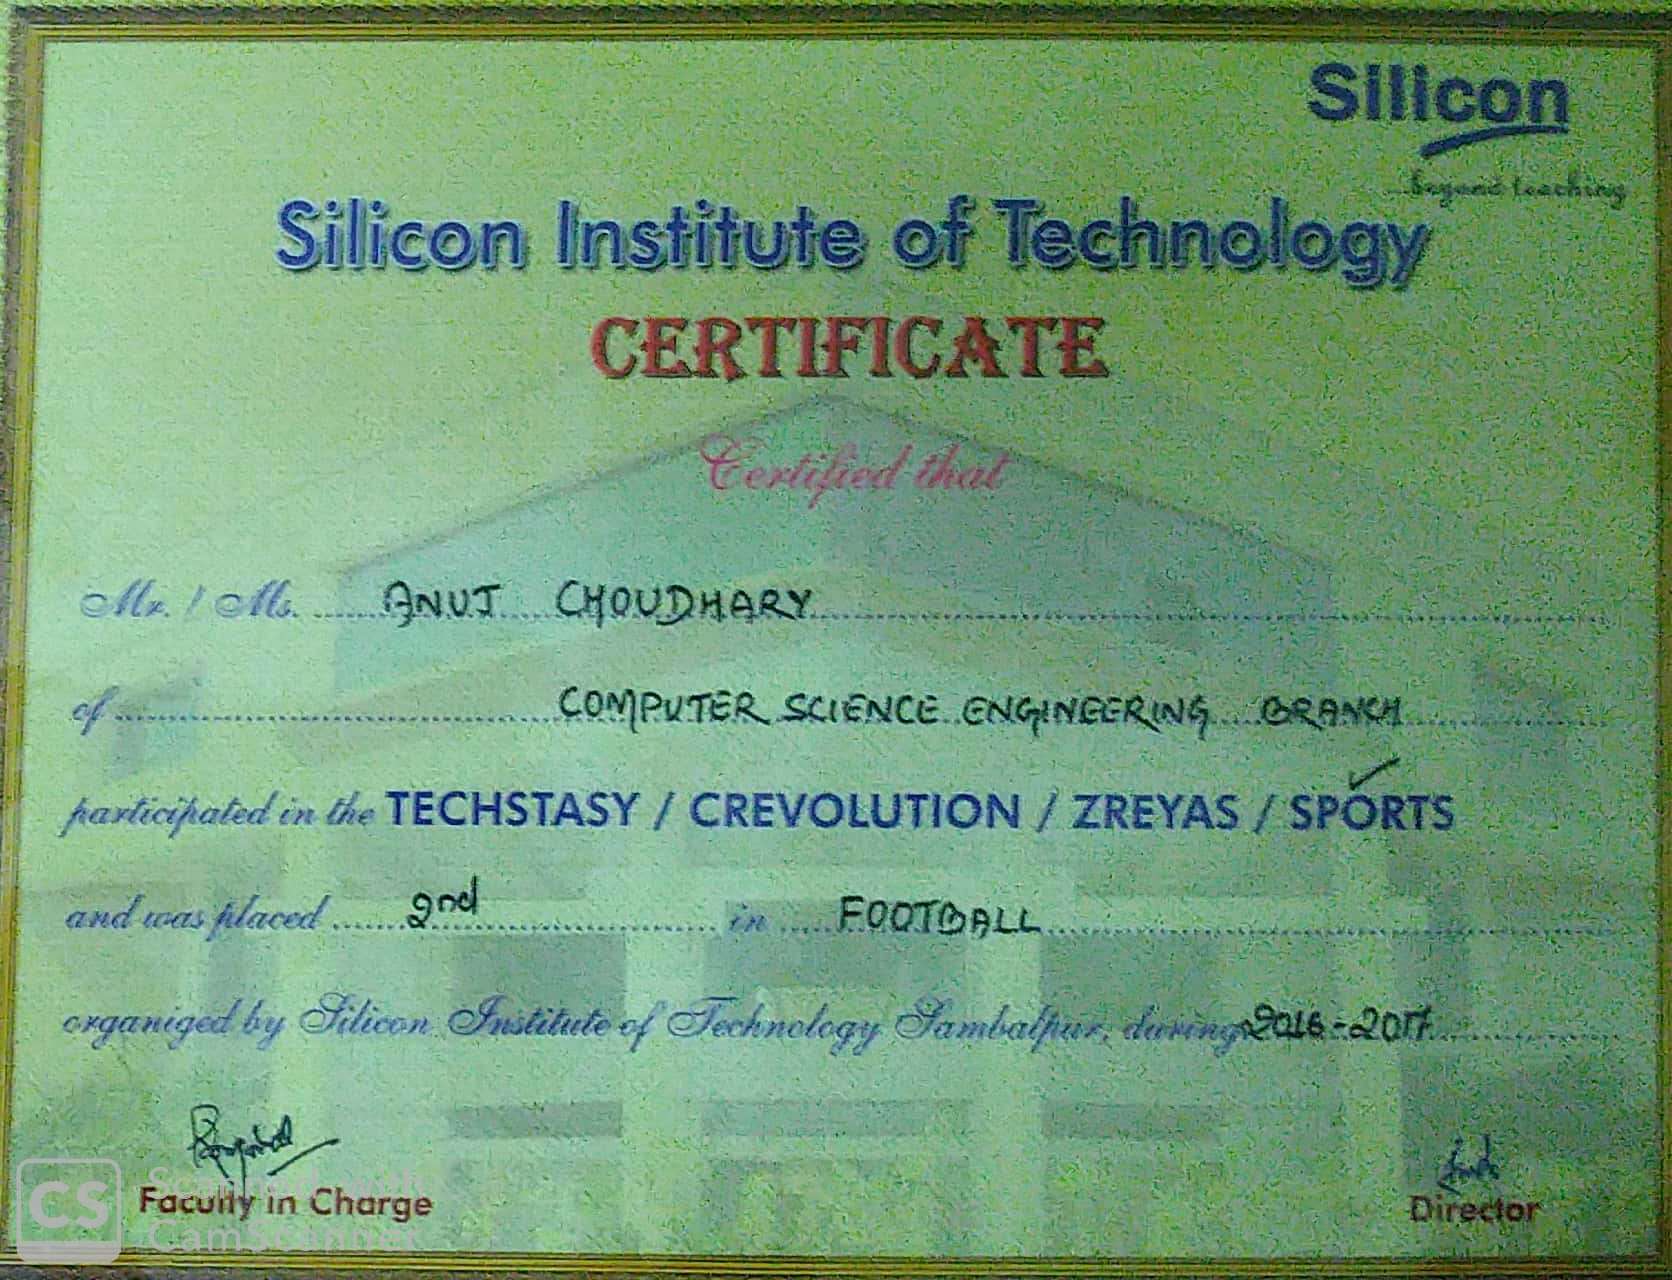 Silicon
...beyond teaching
Silicon Institute of Technology
CERTIFICATE
Certified that
Mr. / Ms. ANUJ CHOUDHARY
of COMPUTER SCIENCE ENGINEERING BRANCH
participated in the TECHSTASY / CREVOLUTION / ZREYAS / SPORTS
and was placed 2nd in FOOTBALL
organized by Silicon Institute of Technology Sambalpur, during 2016-2017
Faculty in Charge
Director
CS Scanned with
CamScanner